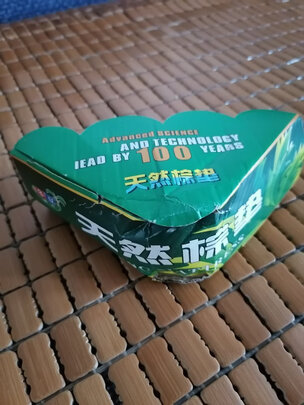 Advanced SCIENCE
AND TECHNOLOGY
lEAD BY 100 YEARS
天然棕垫
天然棕垫